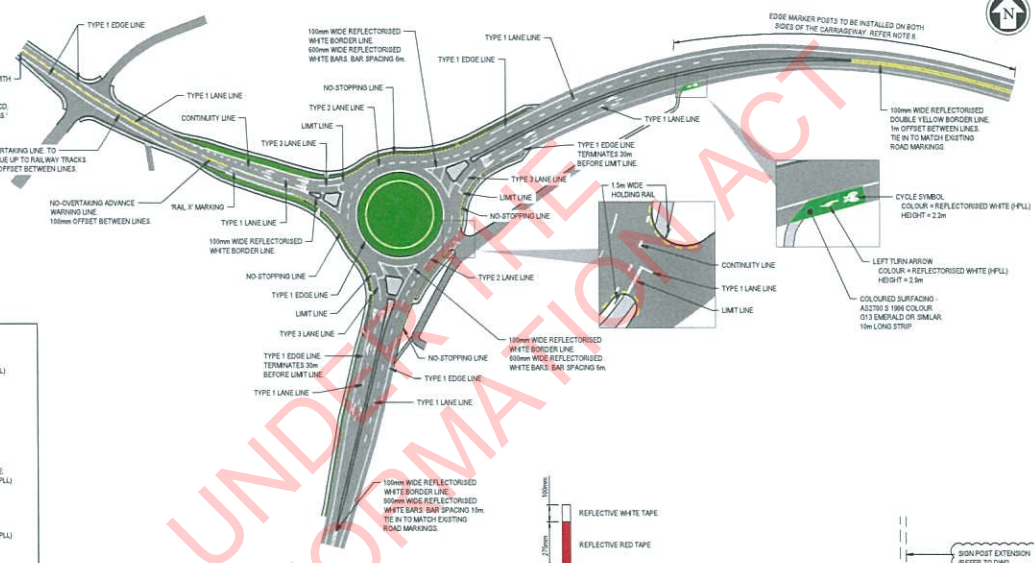 N
EDGE MARKER POSTS TO BE INSTALLED ON BOTH
SIDES OF THE CARRIAGEWAY. REFER NOTE 6.
TYPE 1 EDGE LINE
100mm WIDE REFLECTORISED
WHITE BORDER LINE.
600mm WIDE REFLECTORISED
WHITE BARS. BAR SPACING 6m.
TYPE 1 LANE LINE
TYPE 1 EDGE LINE
NO-STOPPING LINE
TYPE 2 LANE LINE
LIMIT LINE
TYPE 1 LANE LINE
CONTINUITY LINE
TYPE 3 LANE LINE
TYPE 1 LANE LINE
100mm WIDE REFLECTORISED
DOUBLE YELLOW BORDER LINE,
1m OFFSET BETWEEN LINES.
TIE IN TO MATCH EXISTING
ROAD MARKINGS.
TYPE 1 EDGE LINE
TERMINATES 30m
BEFORE LIMIT LINE.
TYPE 3 LANE LINE
LIMIT LINE
NO-STOPPING LINE
ERTAKING LINE TO
UE UP TO RAILWAY TRACKS
OFFSET BETWEEN LINES.
NO-OVERTAKING ADVANCE
WARNING LINE.
100mm OFFSET BETWEEN LINES.
'RAIL X' MARKING
TYPE 1 LANE LINE
100mm WIDE REFLECTORISED
WHITE BORDER LINE.
NO-STOPPING LINE
TYPE 1 EDGE LINE
LIMIT LINE
TYPE 3 LANE LINE
TYPE 2 LANE LINE
1.5m WIDE
HOLDING RAIL
CONTINUITY LINE
TYPE 1 LANE LINE
LIMIT LINE
CYCLE SYMBOL
COLOUR = REFLECTORISED WHITE (HPLL)
HEIGHT = 2.2m
LEFT TURN ARROW
COLOUR = REFLECTORISED WHITE (HPLL)
HEIGHT = 2.9m
COLOURED SURFACING -
AS2700 S 1996 COLOUR
G13 EMERALD OR SIMILAR.
10m LONG STRIP
100mm WIDE REFLECTORISED
WHITE BORDER LINE.
600mm WIDE REFLECTORISED
WHITE BARS. BAR SPACING 6m.
TYPE 1 EDGE LINE
TERMINATES 30m
BEFORE LIMIT LINE.
NO-STOPPING LINE
TYPE 1 EDGE LINE
TYPE 1 LANE LINE
TYPE 1 LANE LINE
100mm WIDE REFLECTORISED
WHITE BORDER LINE.
900mm WIDE REFLECTORISED
WHITE BARS. BAR SPACING 10m.
TIE IN TO MATCH EXISTING
ROAD MARKINGS.
100mm
REFLECTIVE WHITE TAPE
275mm
REFLECTIVE RED TAPE
SIGN POST EXTENSION
UNDER THE
FORMATION ACT